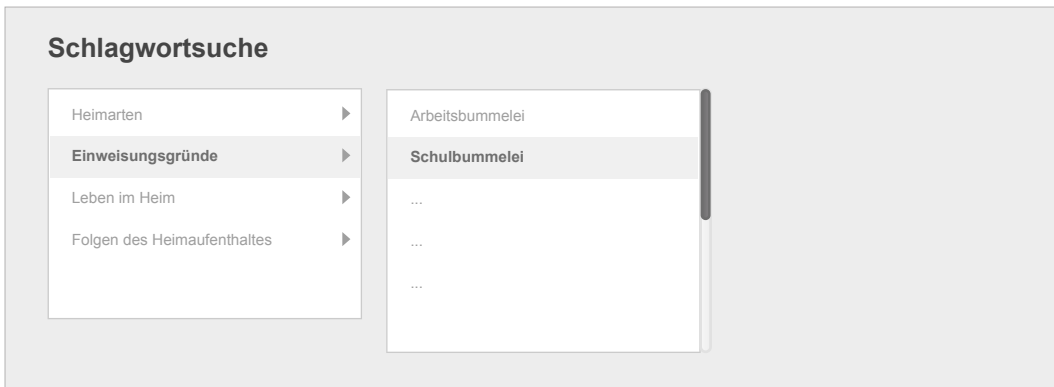 Schlagwortsuche
Heimarten
Einweisungsgründe
Leben im Heim
Folgen des Heimaufenthaltes
Arbeitsbummelei
Schulbummelei
...
...
...